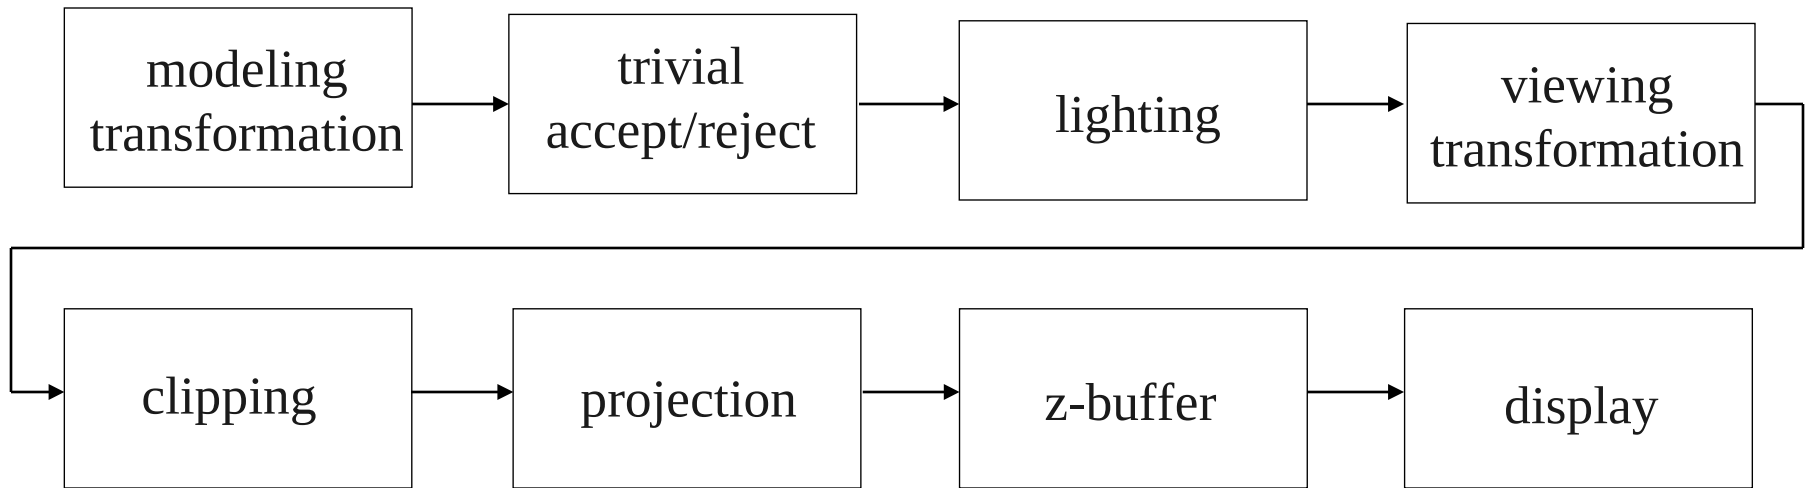 modeling
transformation
trivial
accept/reject
lighting
viewing
transformation
clipping
projection
z-buffer
display